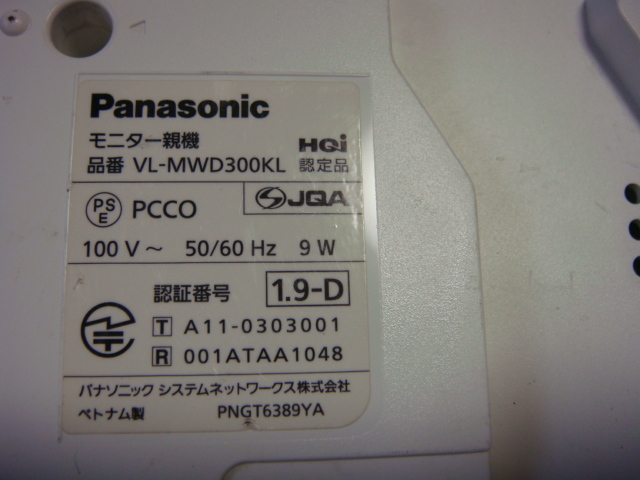 Panasonic
モニター親機
HQi
品番 VL-MWD300KL 認定品
PS E PCCO
JQA
100 V ～ 50/60 Hz 9 W
認証番号 1.9-D
T A11-0303001
R 001ATAA1048
パナソニック システムネットワークス株式会社
ベトナム製 PNGT6389YA